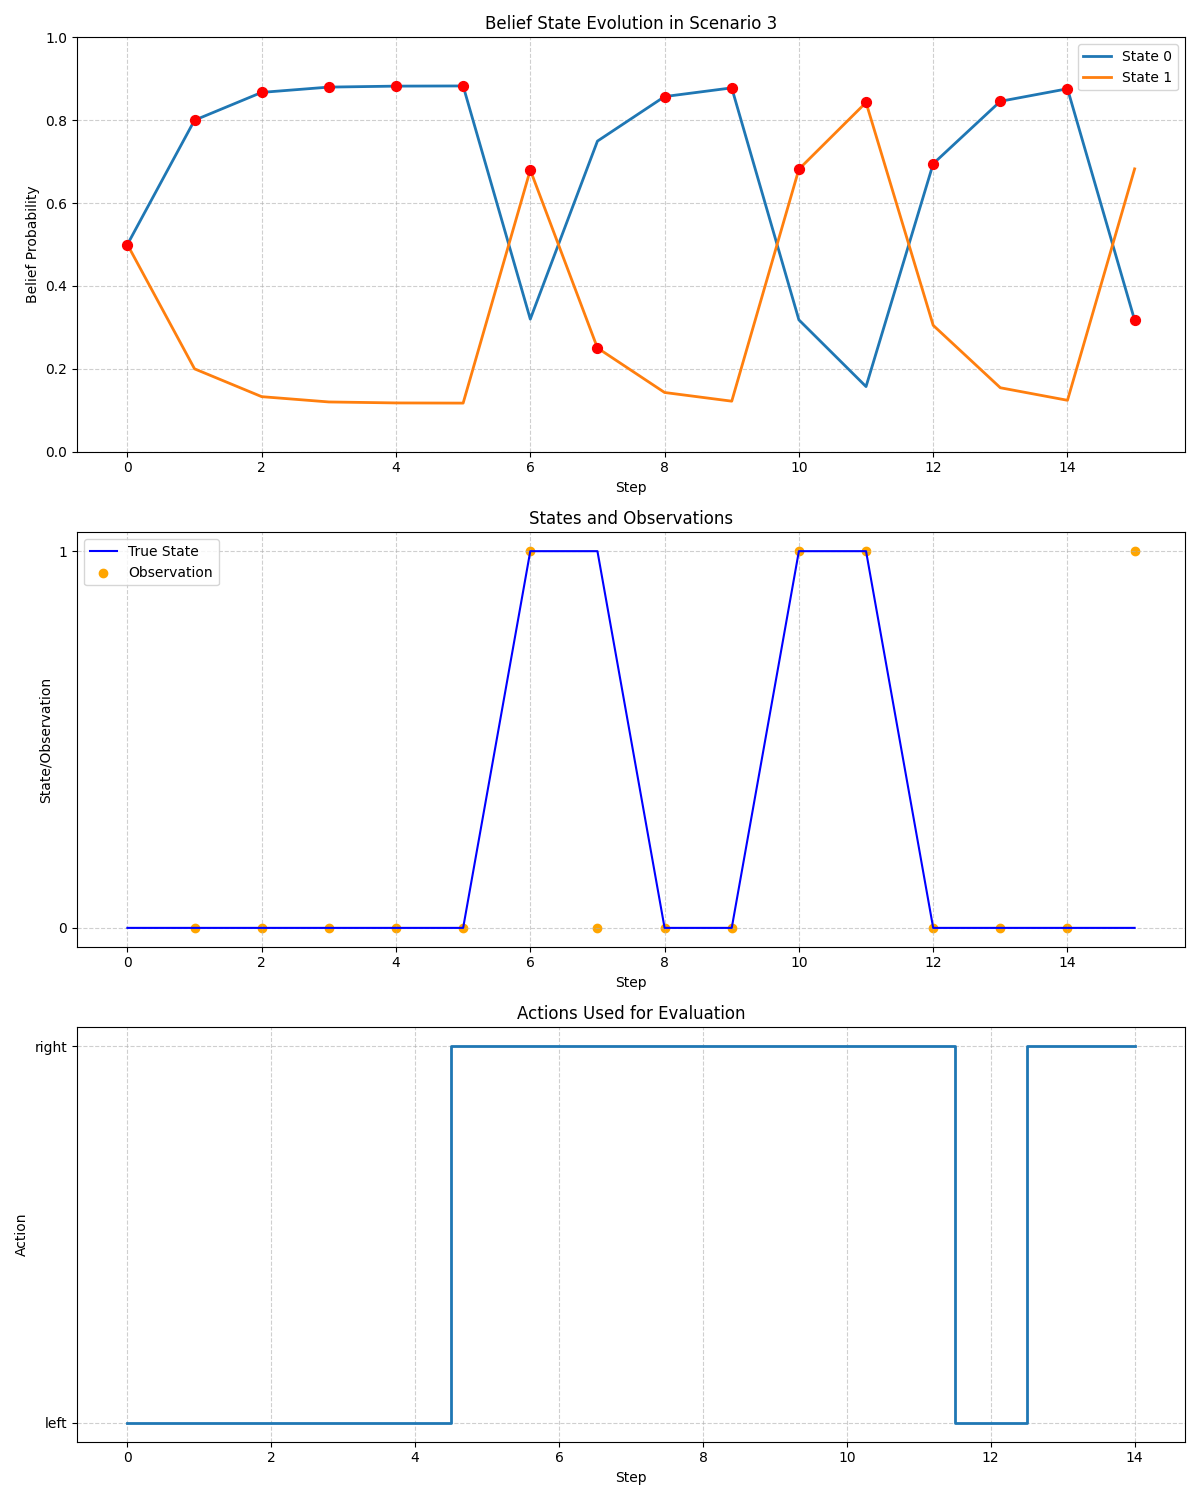 Belief State Evolution in Scenario 3
Belief Probability
1.0
0.8
0.6
0.4
0.2
0.0
State 0
State 1
0 2 4 6 8 10 12 14
Step
States and Observations
State/Observation
1
0
True State
Observation
0 2 4 6 8 10 12 14
Step
Actions Used for Evaluation
Action
right
left
0 2 4 6 8 10 12 14
Step